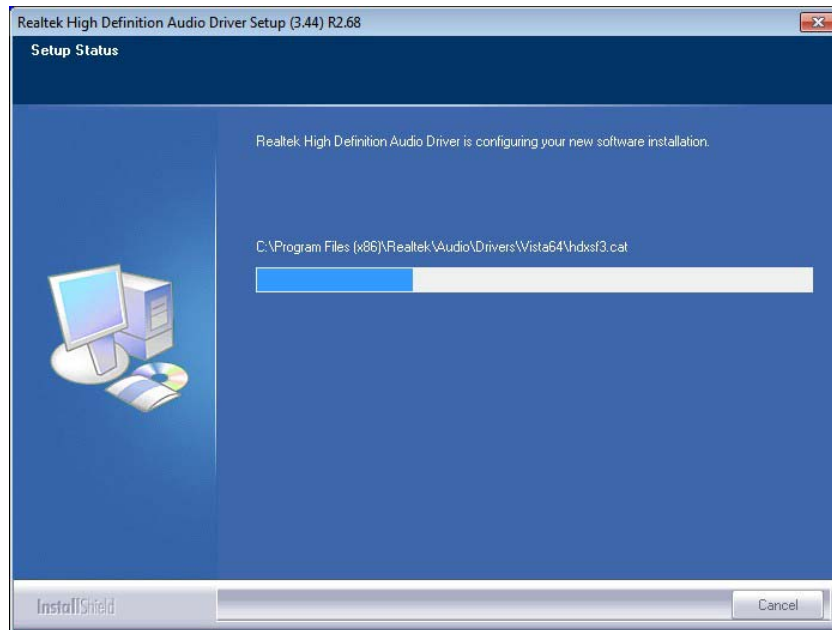 Realtek High Definition Audio Driver Setup (3.44) R2.68
Setup Status
Realtek High Definition Audio Driver is configuring your new software installation.
C:\Program Files (x86)\Realtek\Audio\Drivers\Vista64\hdxsf3.cat
InstallShield
Cancel